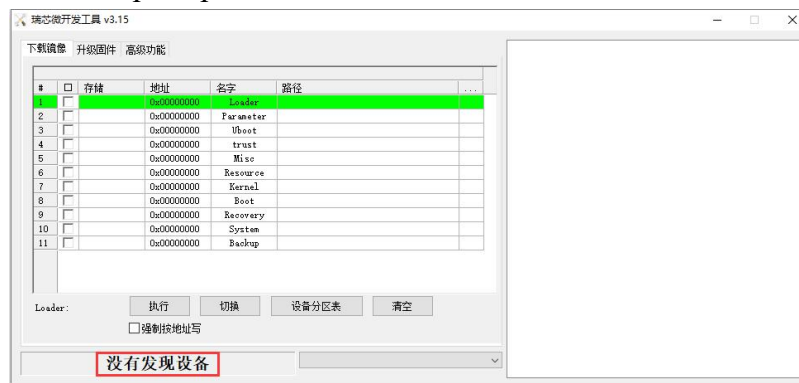 瑞芯微开发工具 v3.15
下载镜像 升级固件 高级功能
# 存储 地址 名字 路径 ...
1 0x00000000 Loader
2 0x00000000 Parameter
3 0x00000000 Uboot
4 0x00000000 trust
5 0x00000000 Misc
6 0x00000000 Resource
7 0x00000000 Kernel
8 0x00000000 Boot
9 0x00000000 Recovery
10 0x00000000 System
11 0x00000000 Backup
Loader: 执行 切换 设备分区表 清空
强制按地址写
没有发现设备